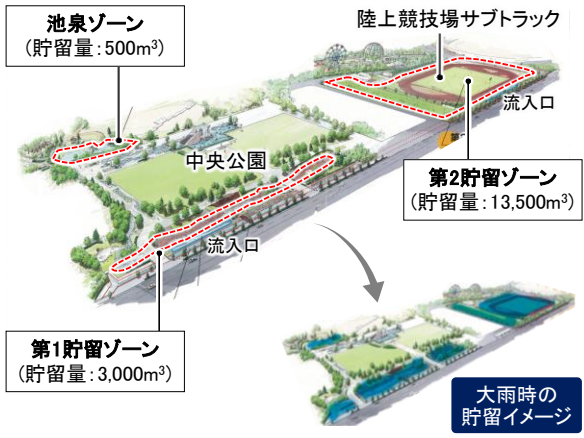 池泉ゾーン
（貯留量：500m³）
陸上競技場サブトラック
流入口
中央公園
第2貯留ゾーン
（貯留量：13,500m³）
流入口
第1貯留ゾーン
（貯留量：3,000m³）
大雨時の
貯留イメージ